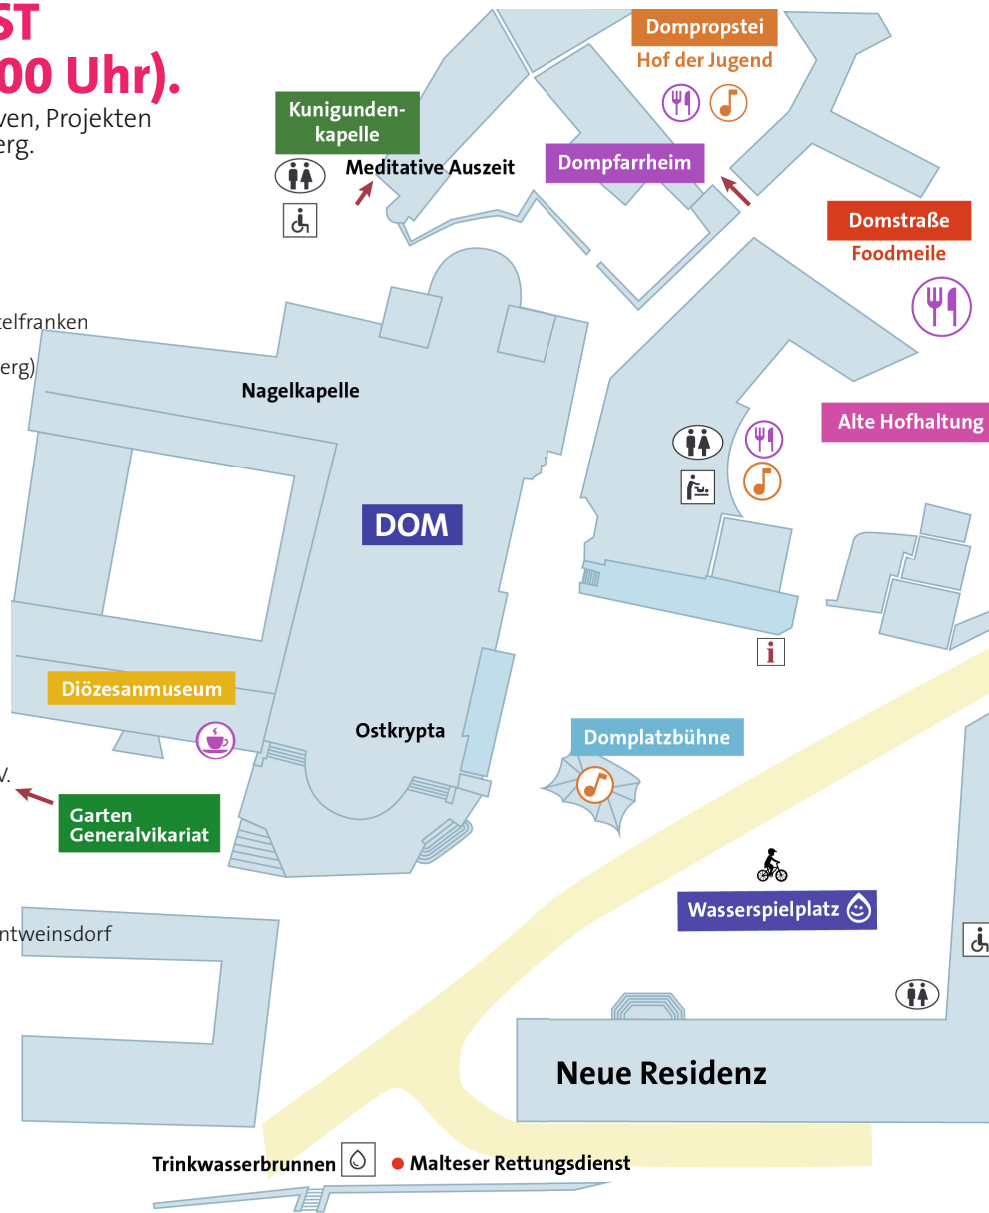 ST
00 Uhr).
ven, Projekten
erg.
Dompropstei
Hof der Jugend
Kunigunden-
kapelle
Meditative Auszeit
Dompfarrheim
Domstraße
Foodmeile
telfranken
erg)
Nagelkapelle
Alte Hofhaltung
DOM
i
Diözesanmuseum
Ostkrypta
Domplatzbühne
V.
Garten
Generalvikariat
Wasserspielplatz
ntweinsdorf
Neue Residenz
Trinkwasserbrunnen
Malteser Rettungsdienst